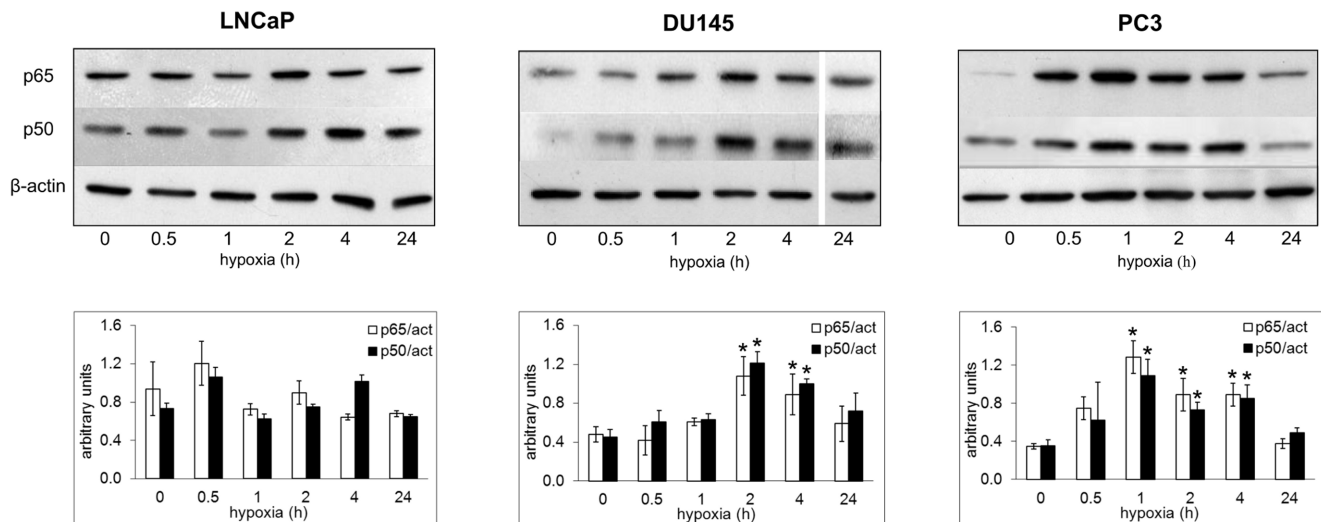 LNCaP
DU145
PC3
p65
p50
β-actin
0 0.5 1 2 4 24
hypoxia (h)
0 0.5 1 2 4 24
hypoxia (h)
0 0.5 1 2 4 24
hypoxia (h)
arbitrary units
1.6
1.2
0.8
0.4
0.0
p65/act
p50/act
0 0.5 1 2 4 24
hypoxia (h)
arbitrary units
1.6
1.2
0.8
0.4
0.0
p65/act
p50/act
* * * *
0 0.5 1 2 4 24
hypoxia (h)
arbitrary units
1.6
1.2
0.8
0.4
0.0
p65/act
p50/act
* * * * * *
0 0.5 1 2 4 24
hypoxia (h)